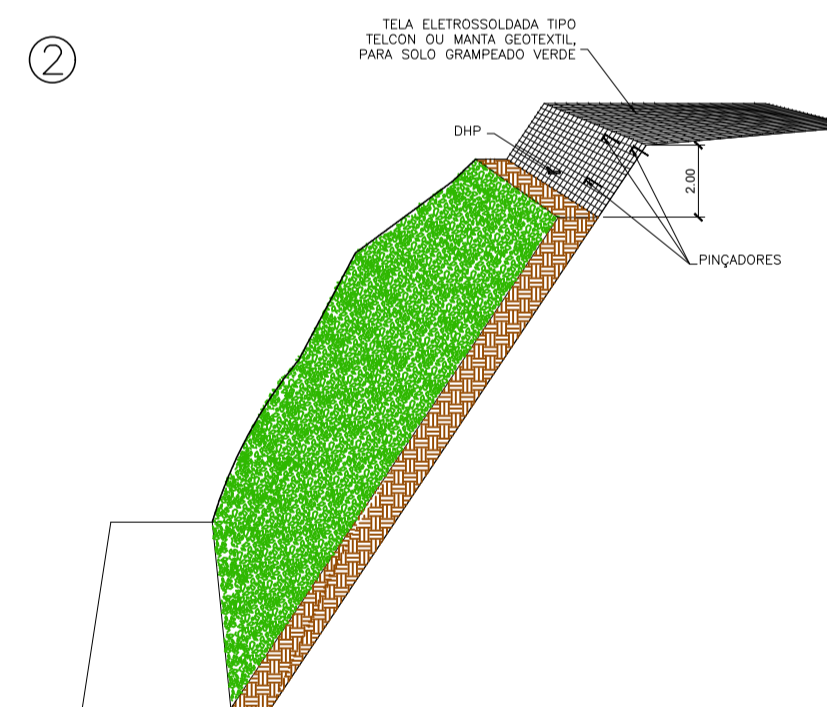 2
TELA ELETROSSOLDADA TIPO
TELCON OU MANTA GEOTEXTIL,
PARA SOLO GRAMPEADO VERDE
DHP
2.00
PINÇADORES